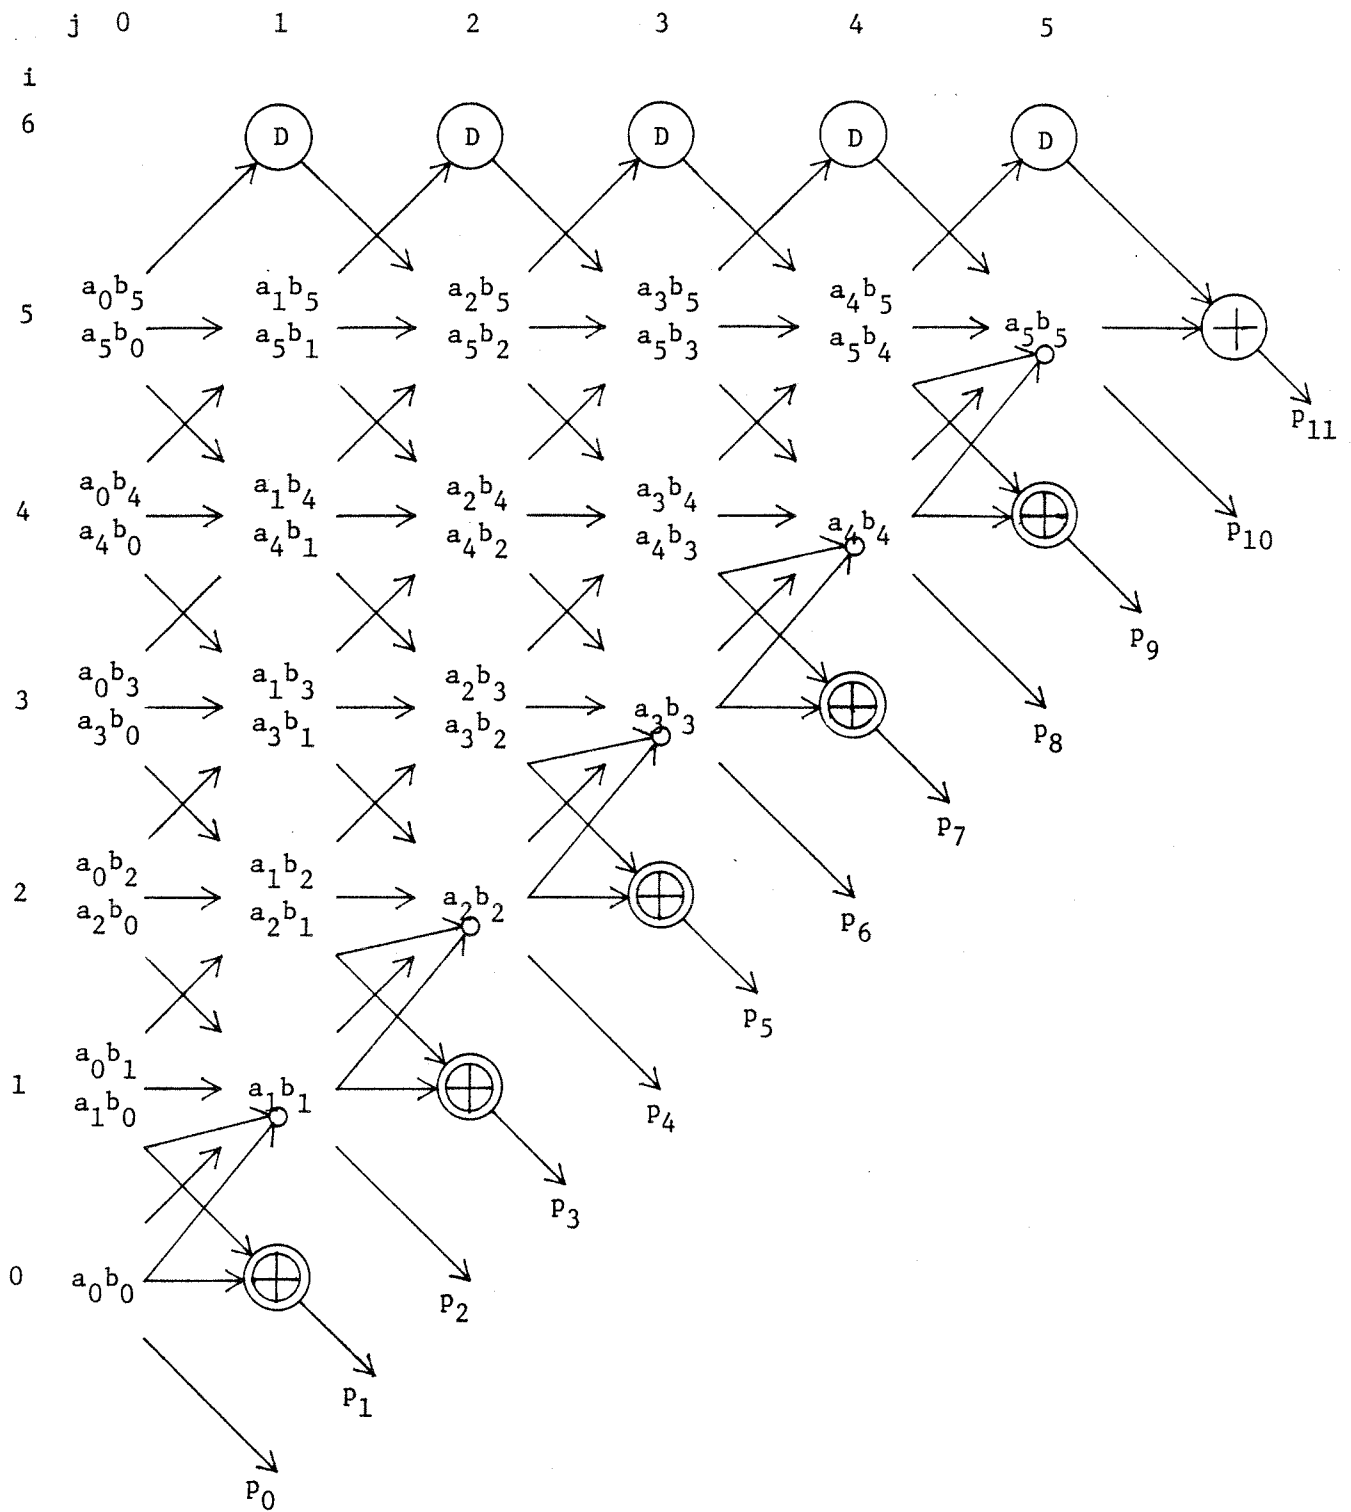 j 0 1 2 3 4 5
i
6 D D D D D
a₀b₅ a₁b₅ a₂b₅ a₃b₅ a₄b₅
5 a₅b₀ a₅b₁ a₅b₂ a₅b₃ a₅b₄ a₅b₅
p₁₁
a₀b₄ a₁b₄ a₂b₄ a₃b₄
4 a₄b₀ a₄b₁ a₄b₂ a₄b₃ a₄b₄ p₁₀
p₉
a₀b₃ a₁b₃ a₂b₃
3 a₃b₀ a₃b₁ a₃b₂ a₃b₃ p₈
p₇
a₀b₂ a₁b₂
2 a₂b₀ a₂b₁ a₂b₂ p₆
p₅
a₀b₁
1 a₁b₀ a₁b₁ p₄
p₃
0 a₀b₀ p₂
p₁
p₀